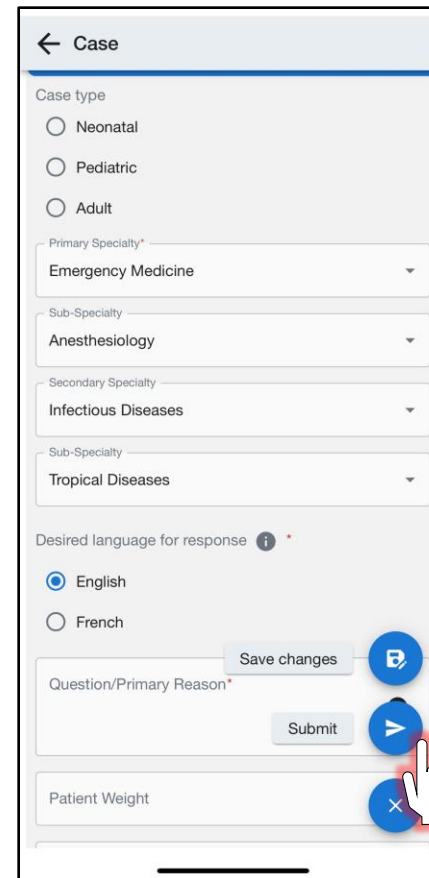 Case
Case type
Neonatal
Pediatric
Adult
Primary Specialty*
Emergency Medicine
Sub-Specialty
Anesthesiology
Secondary Specialty
Infectious Diseases
Sub-Specialty
Tropical Diseases
Desired language for response i *
English
French
Save changes
Question/Primary Reason*
Submit
Patient Weight